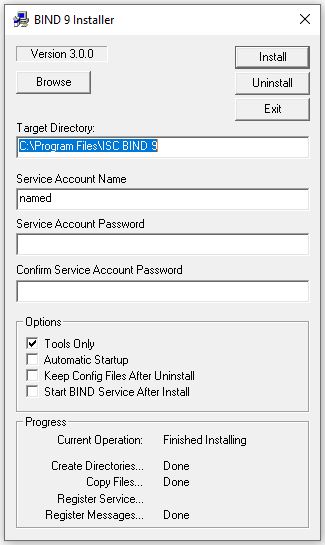 BIND 9 Installer
Version 3.0.0
Install
Browse
Uninstall
Exit
Target Directory:
C:\Program Files\ISC BIND 9
Service Account Name
named
Service Account Password
Confirm Service Account Password
Options
Tools Only
Automatic Startup
Keep Config Files After Uninstall
Start BIND Service After Install
Progress
Current Operation: Finished Installing
Create Directories... Done
Copy Files... Done
Register Service...
Register Messages... Done